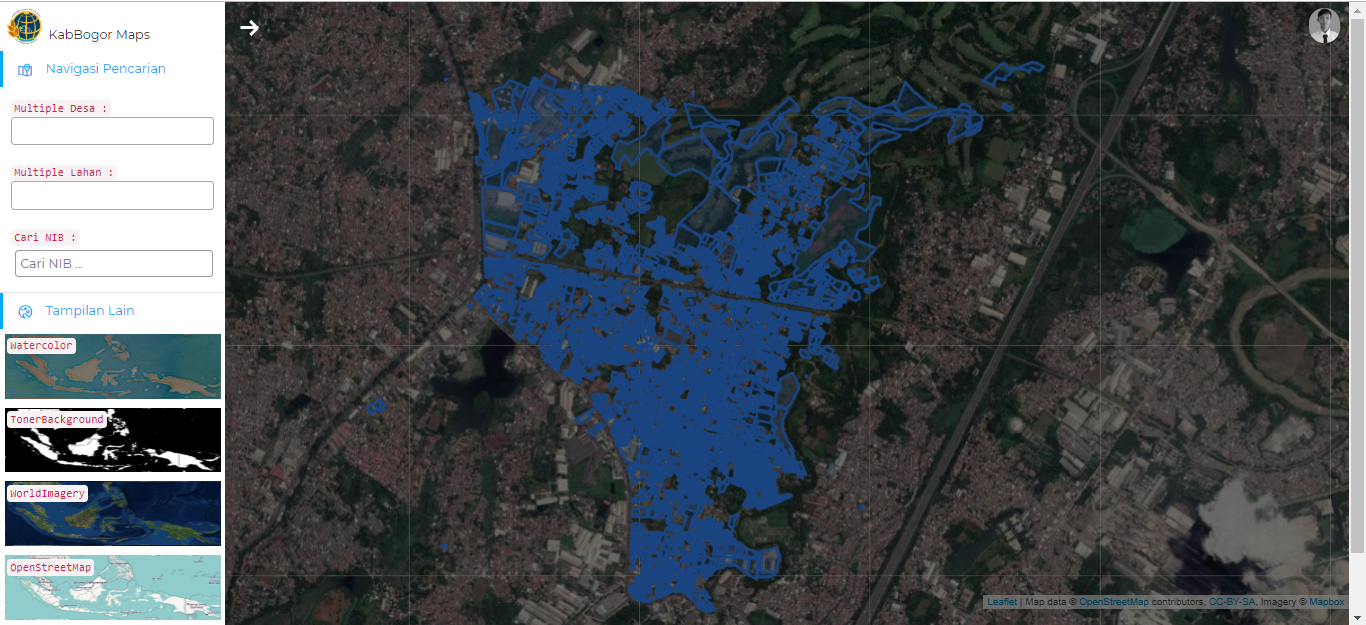 KabBogor Maps
Navigasi Pencarian
Multiple Desa :
Multiple Lahan :
Cari NIB :
Cari NIB ...
Tampilan Lain
Watercolor
TonerBackground
WorldImagery
OpenStreetMap
Leaflet | Map data © OpenStreetMap contributors, CC-BY-SA, Imagery © Mapbox